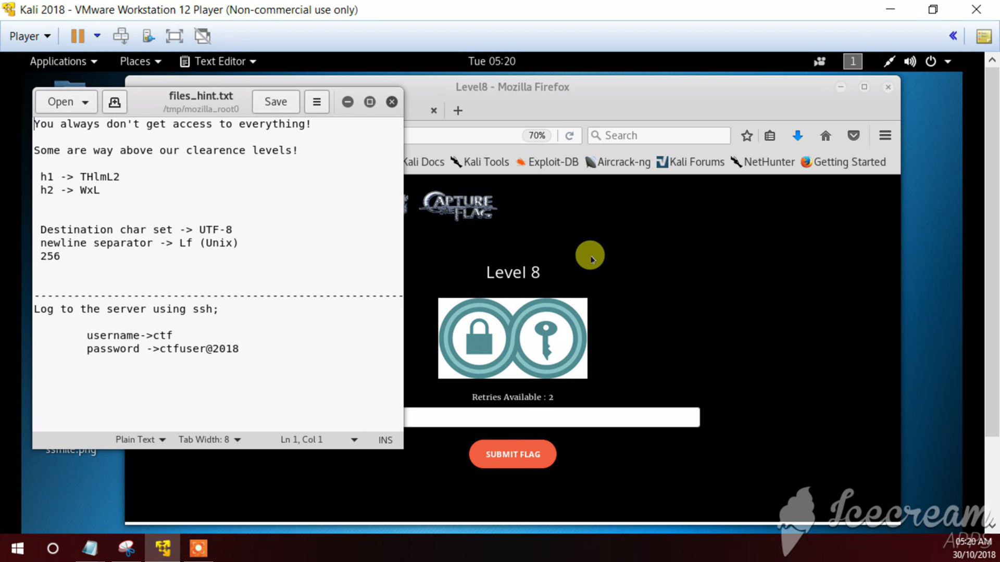 Kali 2018 - VMware Workstation 12 Player (Non-commercial use only)
Player
Applications
Places
Text Editor
Tue 05:20
1
Level8 - Mozilla Firefox
Open
files_hint.txt
/tmp/mozilla_root0
Save
You always don't get access to everything!
Some are way above our clearence levels!
h1 -> THlmL2
h2 -> WxL
Destination char set -> UTF-8
newline separator -> Lf (Unix)
256
-------------------------------------------------------
Log to the server using ssh;
username->ctf
password ->ctfuser@2018
Plain Text
Tab Width: 8
Ln 1, Col 1
INS
70%
Search
Kali Docs
Kali Tools
Exploit-DB
Aircrack-ng
Kali Forums
NetHunter
Getting Started
CAPTURE
THE FLAG
Level 8
Retries Available : 2
SUBMIT FLAG
ssmile.png
Icecream
APPS
05:20 AM
30/10/2018